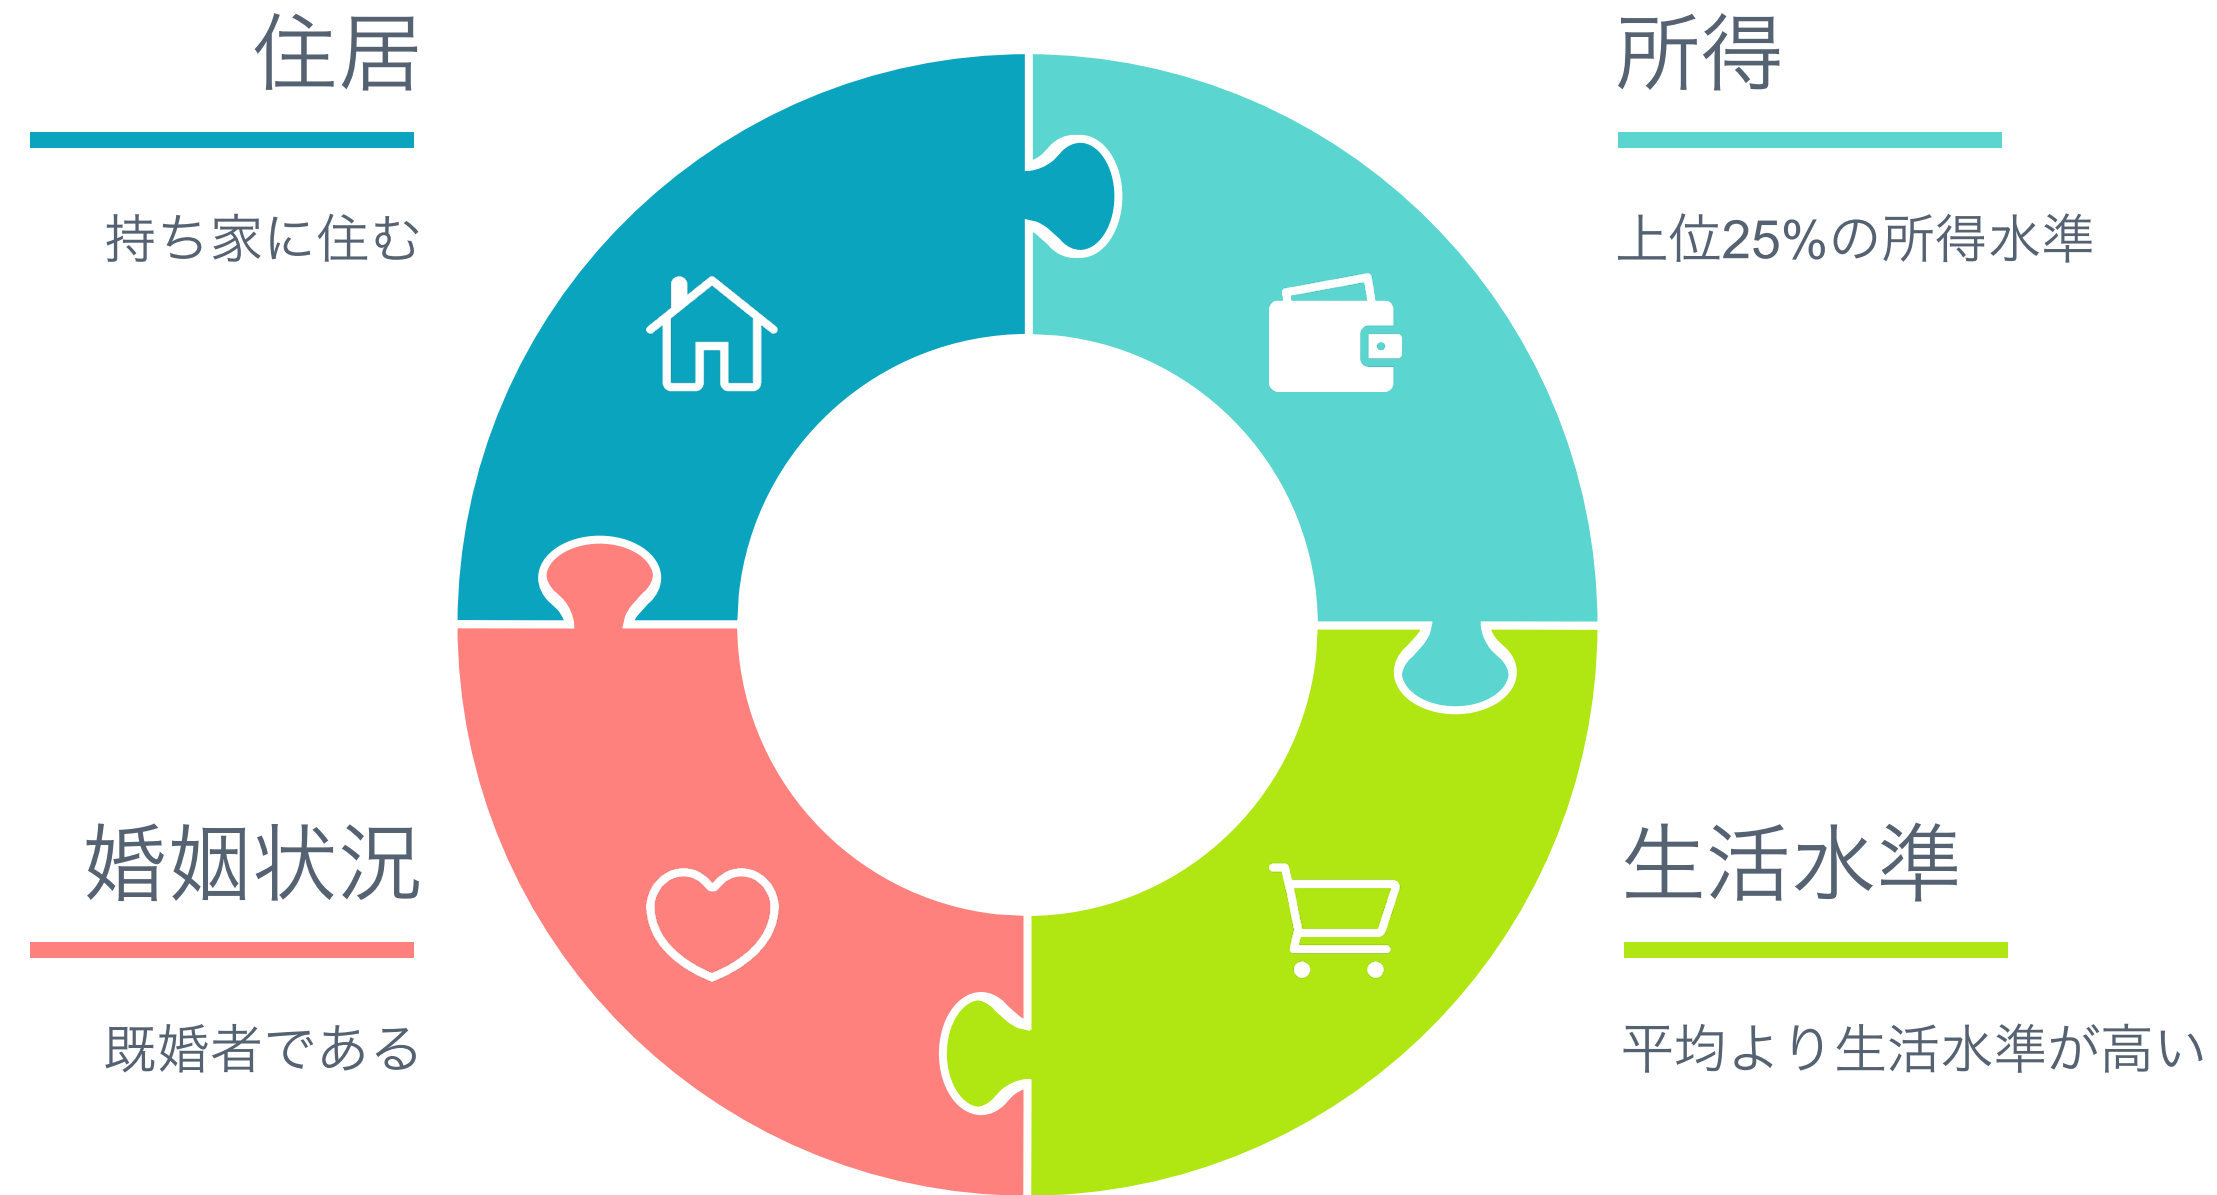 住居
持ち家に住む
所得
上位25%の所得水準
婚姻状況
既婚者である
生活水準
平均より生活水準が高い